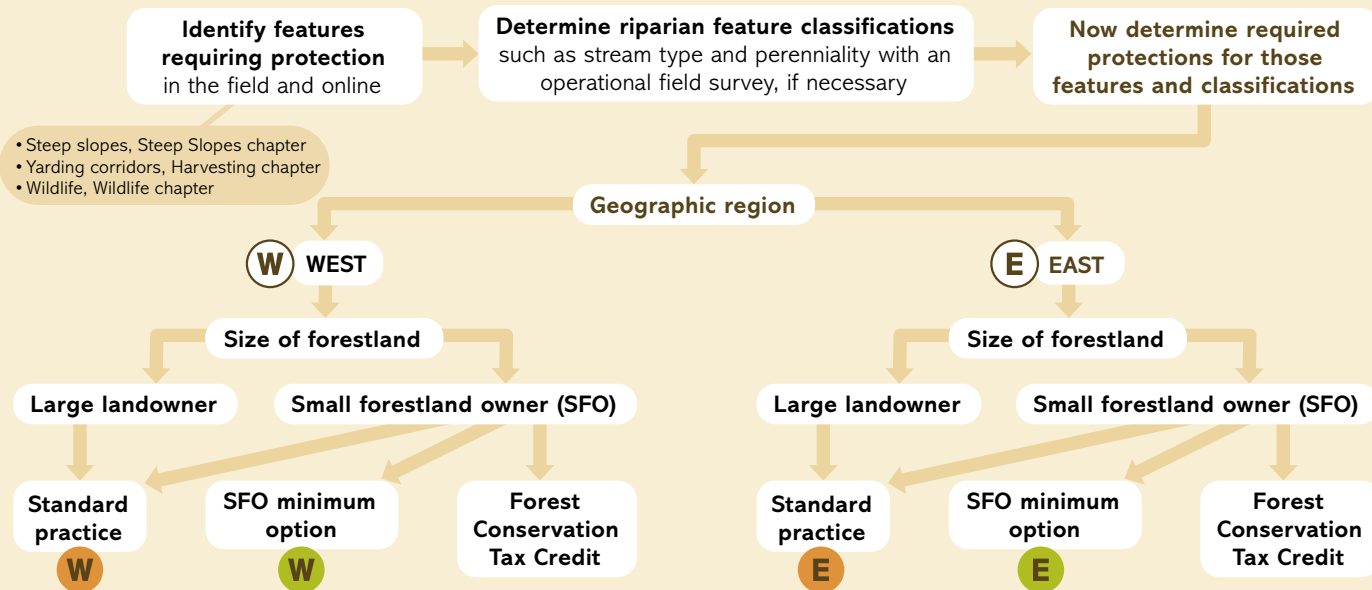 Identify features
requiring protection
in the field and online
Determine riparian feature classifications
such as stream type and perenniality with an
operational field survey, if necessary
Now determine required
protections for those
features and classifications
• Steep slopes, Steep Slopes chapter
• Yarding corridors, Harvesting chapter
• Wildlife, Wildlife chapter
Geographic region
W WEST
E EAST
Size of forestland
Size of forestland
Large landowner
Small forestland owner (SFO)
Large landowner
Small forestland owner (SFO)
Standard
practice
W
SFO minimum
option
W
Forest
Conservation
Tax Credit
Standard
practice
E
SFO minimum
option
E
Forest
Conservation
Tax Credit